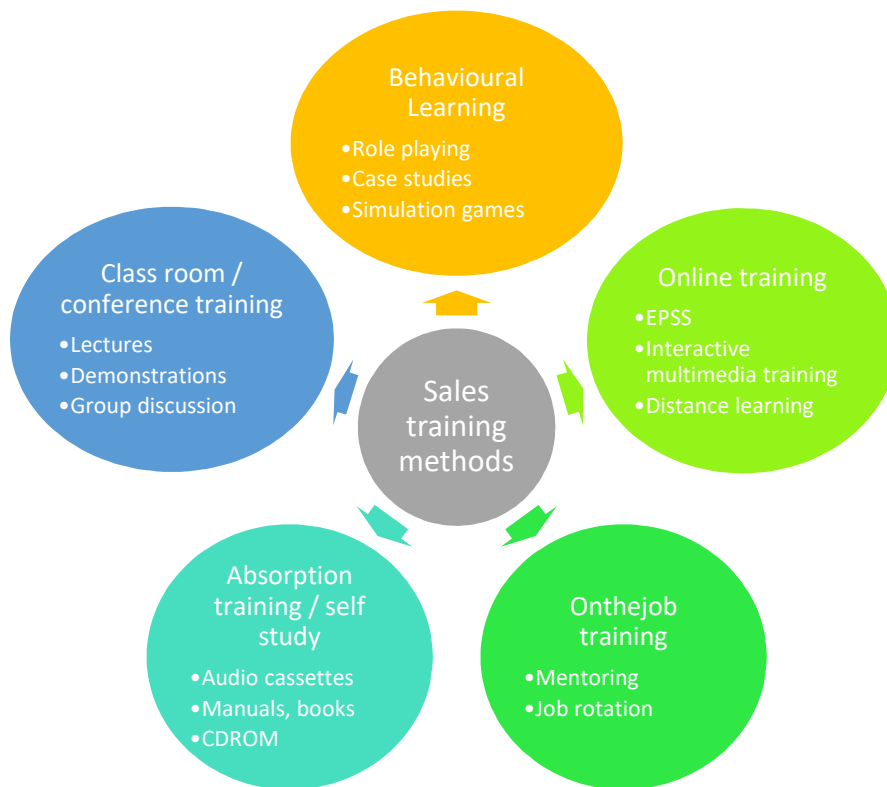 Behavioural
Learning
•Role playing
•Case studies
•Simulation games
Class room /
conference training
•Lectures
•Demonstrations
•Group discussion
Online training
•EPSS
•Interactive
multimedia training
•Distance learning
Sales
training
methods
Absorption
training / self
study
•Audio cassettes
•Manuals, books
•CDROM
Onthejob
training
•Mentoring
•Job rotation